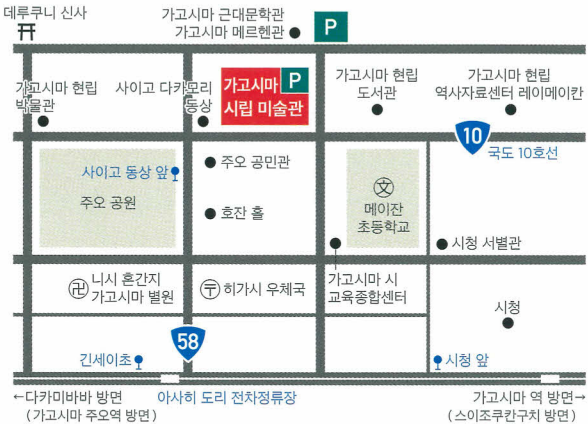 데루쿠니 신사
가고시마 근대문학관
가고시마 메르헨관
P
가고시마 현립
박물관
사이고 다카모리
동상
가고시마 P
시립 미술관
가고시마 현립
도서관
가고시마 현립
역사자료센터 레이메이칸
10
국도 10호선
사이고 동상 앞
주오 공원
주오 공민관
호잔 홀
文
메이잔
초등학교
시청 서별관
니시 혼간지
가고시마 별원
히가시 우체국
가고시마 시
교육종합센터
시청
58
긴세이초
시청 앞
←다카미바바 방면
(가고시마 주오역 방면)
아사히 도리 전차정류장
가고시마 역 방면→
(스이조쿠칸구치 방면)